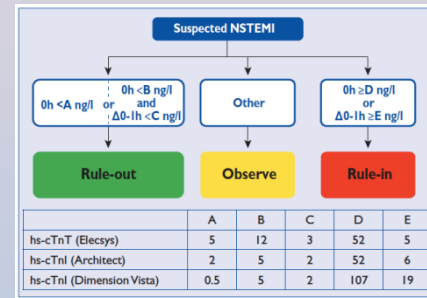 Suspected NSTEMI
0h <A ng/l or
0h <B ng/l
and
Δ0-1h <C ng/l
Other
0h ≥D ng/l
or
Δ0-1h ≥E ng/l
Rule-out
Observe
Rule-in
A B C D E
hs-cTnT (Elecsys) 5 12 3 52 5
hs-cTnI (Architect) 2 5 2 52 6
hs-cTnI (Dimension Vista) 0.5 5 2 107 19